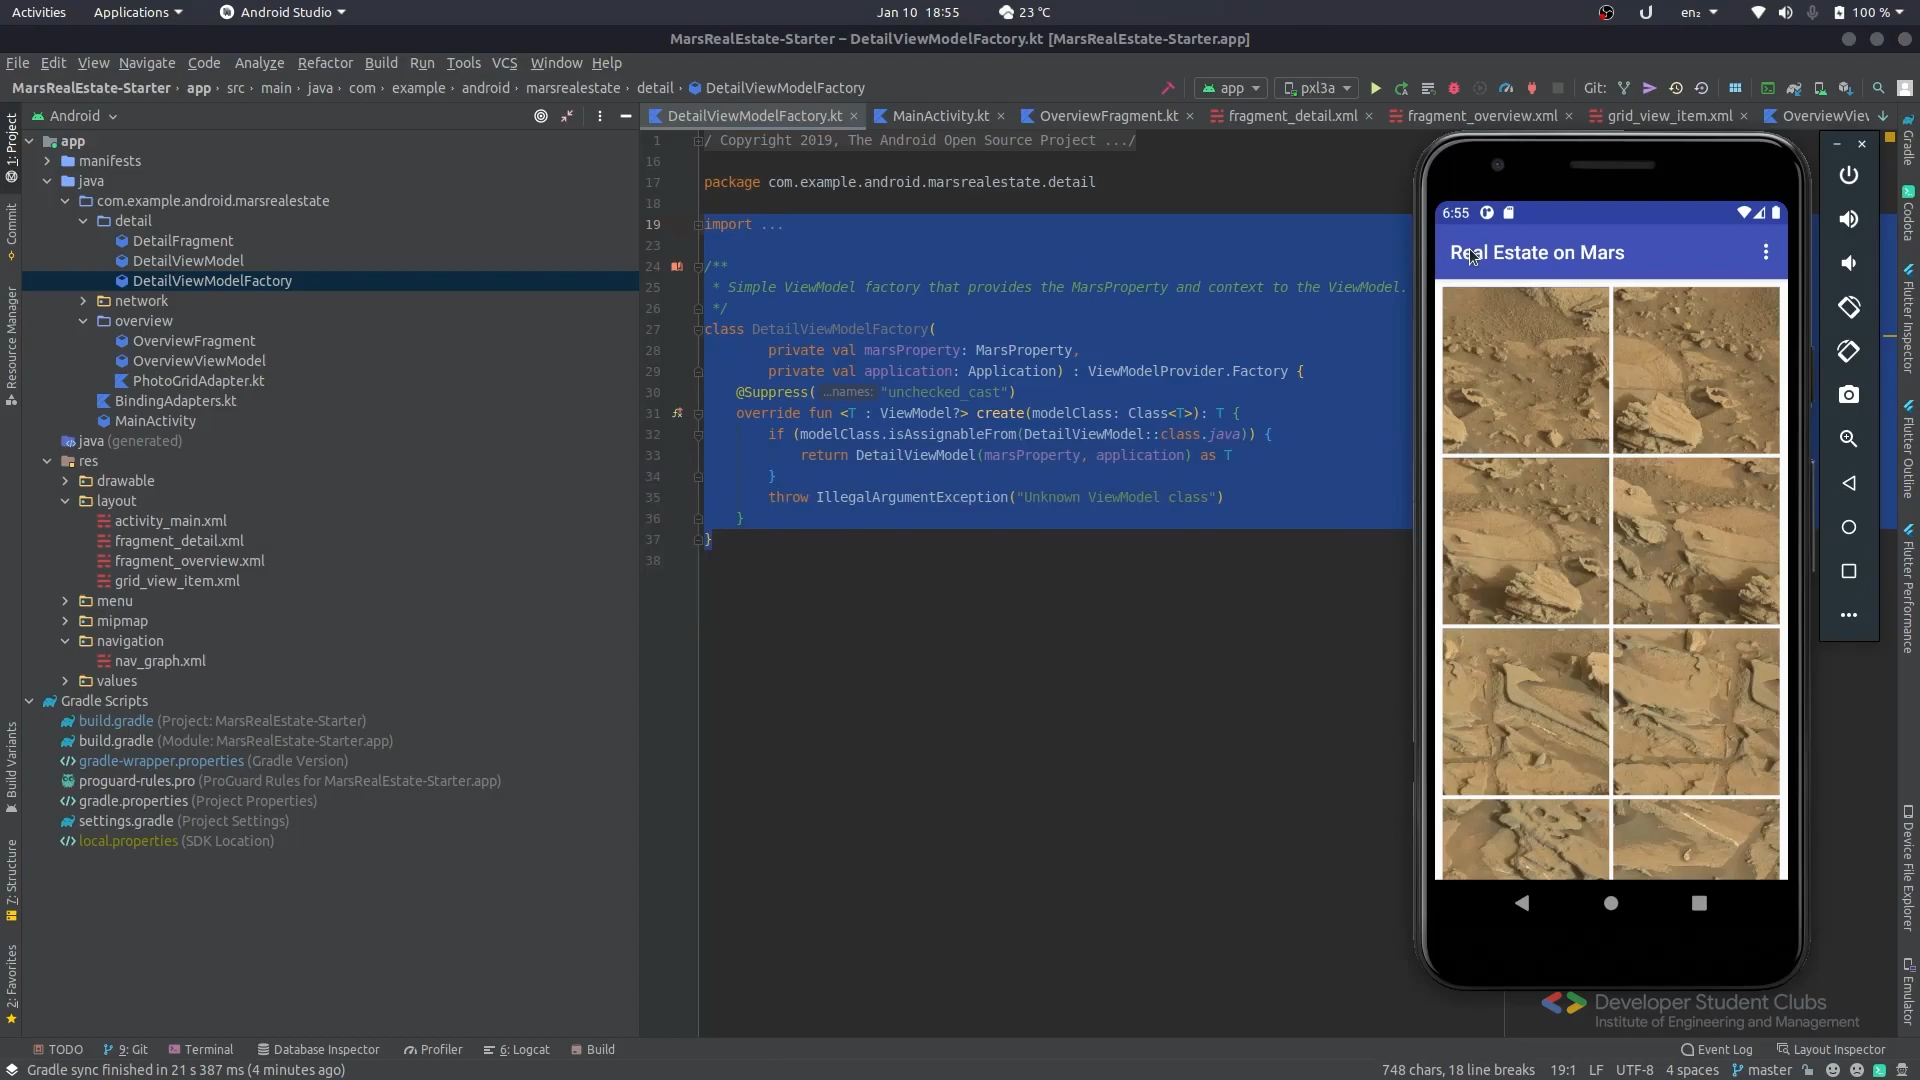 Activities Applications Android Studio Jan 10 18:55 23 °C en₂ 100 %
MarsRealEstate-Starter – DetailViewModelFactory.kt [MarsRealEstate-Starter.app]
File Edit View Navigate Code Analyze Refactor Build Run Tools VCS Window Help
MarsRealEstate-Starter › app › src › main › java › com › example › android › marsrealestate › detail › DetailViewModelFactory app pxl3a Git:
Android
DetailViewModelFactory.kt MainActivity.kt OverviewFragment.kt fragment_detail.xml fragment_overview.xml grid_view_item.xml OverviewVie
1: Project
Commit
Resource Manager
Build Variants
7: Structure
2: Favorites
app
manifests
java
com.example.android.marsrealestate
detail
DetailFragment
DetailViewModel
DetailViewModelFactory
network
overview
OverviewFragment
OverviewViewModel
PhotoGridAdapter.kt
BindingAdapters.kt
MainActivity
java (generated)
res
drawable
layout
activity_main.xml
fragment_detail.xml
fragment_overview.xml
grid_view_item.xml
menu
mipmap
navigation
nav_graph.xml
values
Gradle Scripts
build.gradle (Project: MarsRealEstate-Starter)
build.gradle (Module: MarsRealEstate-Starter.app)
gradle-wrapper.properties (Gradle Version)
proguard-rules.pro (ProGuard Rules for MarsRealEstate-Starter.app)
gradle.properties (Project Properties)
settings.gradle (Project Settings)
local.properties (SDK Location)
1 / Copyright 2019, The Android Open Source Project .../
16
17 package com.example.android.marsrealestate.detail
18
19 import ...
23
24 /**
25 * Simple ViewModel factory that provides the MarsProperty and context to the ViewModel.
26 */
27 class DetailViewModelFactory(
28 private val marsProperty: MarsProperty,
29 private val application: Application) : ViewModelProvider.Factory {
30 @Suppress( ...names: "unchecked_cast")
31 override fun <T : ViewModel?> create(modelClass: Class<T>): T {
32 if (modelClass.isAssignableFrom(DetailViewModel::class.java)) {
33 return DetailViewModel(marsProperty, application) as T
34 }
35 throw IllegalArgumentException("Unknown ViewModel class")
36 }
37 }
38
6:55
Real Estate on Mars
Gradle
Codota
Flutter Inspector
Flutter Outline
Flutter Performance
Device File Explorer
Emulator
Developer Student Clubs
Institute of Engineering and Management
TODO 9: Git Terminal Database Inspector Profiler 6: Logcat Build Event Log Layout Inspector
Gradle sync finished in 21 s 387 ms (4 minutes ago) 748 chars, 18 line breaks 19:1 LF UTF-8 4 spaces master